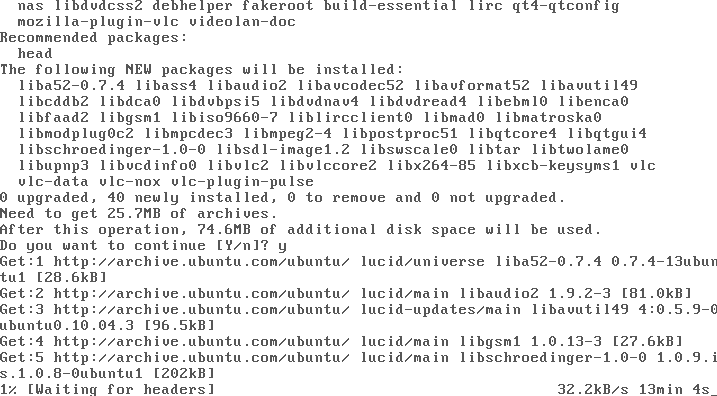 nas libdvdcss2 debhelper fakeroot build-essential lirc qt4-qtconfig
mozilla-plugin-vlc videolan-doc
Recommended packages:
head
The following NEW packages will be installed:
liba52-0.7.4 libass4 libaudio2 libavcodec52 libavformat52 libavutil49
libcddb2 libdca0 libdvbpsi5 libdvdnav4 libdvdread4 libebml0 libenca0
libfaad2 libgsm1 libiso9660-7 liblircclient0 libmad0 libmatroska0
libmodplug0c2 libmpcdec3 libmpeg2-4 libpostproc51 libqtcore4 libqtgui4
libschroedinger-1.0-0 libsdl-image1.2 libswscale0 libtar libtwolame0
libupnp3 libvcdinfo0 libvlc2 libvlccore2 libx264-85 libxcb-keysyms1 vlc
vlc-data vlc-nox vlc-plugin-pulse
0 upgraded, 40 newly installed, 0 to remove and 0 not upgraded.
Need to get 25.7MB of archives.
After this operation, 74.6MB of additional disk space will be used.
Do you want to continue [Y/n]? y
Get:1 http://archive.ubuntu.com/ubuntu/ lucid/universe liba52-0.7.4 0.7.4-13ubun
tu1 [28.6kB]
Get:2 http://archive.ubuntu.com/ubuntu/ lucid/main libaudio2 1.9.2-3 [81.0kB]
Get:3 http://archive.ubuntu.com/ubuntu/ lucid-updates/main libavutil49 4:0.5.9-0
ubuntu0.10.04.3 [96.5kB]
Get:4 http://archive.ubuntu.com/ubuntu/ lucid/main libgsm1 1.0.13-3 [27.6kB]
Get:5 http://archive.ubuntu.com/ubuntu/ lucid/main libschroedinger-1.0-0 1.0.9.i
s.1.0.8-0ubuntu1 [202kB]
1% [Waiting for headers] 32.2kB/s 13min 4s_